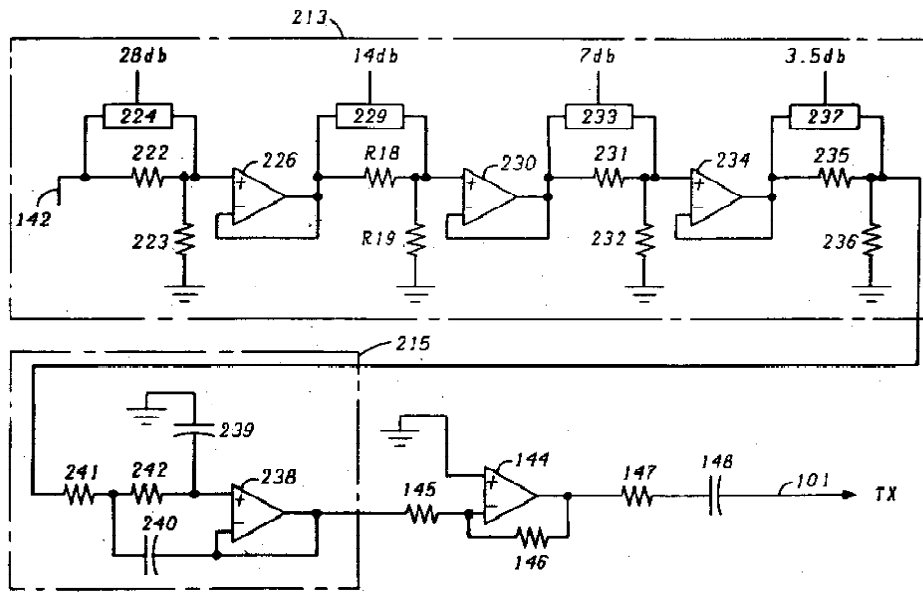 213
28db 14db 7db 3.5db
224 229 233 237
222 226 R18 230 231 234 235
+ + +
- - -
142
223 R19 232 236
215
239
241 242 238 144 147 148 101 TX
+ +
- -
145
240
146